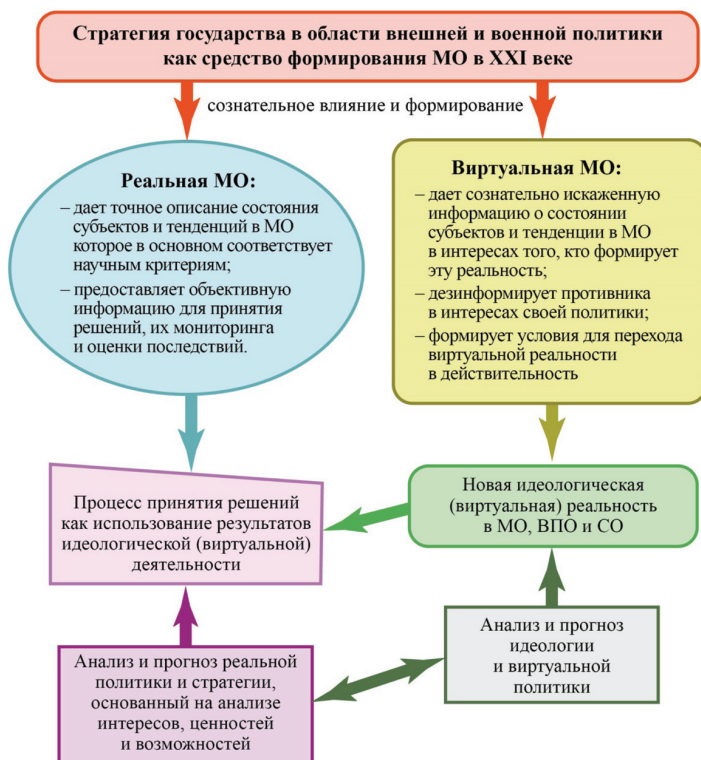 Стратегия государства в области внешней и военной политики
как средство формирования МО в XXI веке
сознательное влияние и формирование
Реальная МО:
– дает точное описание состояния
субъектов и тенденций в МО
которое в основном соответствует
научным критериям;
– предоставляет объективную
информацию для принятия
решений, их мониторинга
и оценки последствий.
Виртуальная МО:
– дает сознательно искаженную
информацию о состоянии
субъектов и тенденции в МО
в интересах того, кто формирует
эту реальность;
– дезинформирует противника
в интересах своей политики;
– формирует условия для перехода
виртуальной реальности
в действительность
Процесс принятия решений
как использование результатов
идеологической (виртуальной)
деятельности
Новая идеологическая
(виртуальная) реальность
в МО, ВПО и СО
Анализ и прогноз реальной
политики и стратегии,
основанный на анализе
интересов, ценностей
и возможностей
Анализ и прогноз
идеологии
и виртуальной
политики